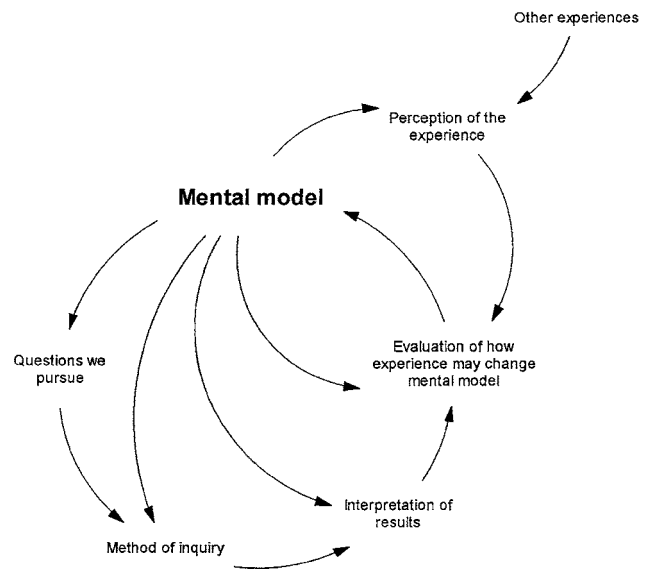 Other experiences
Perception of the
experience
Mental model
Evaluation of how
experience may change
mental model
Questions we
pursue
Interpretation of
results
Method of inquiry